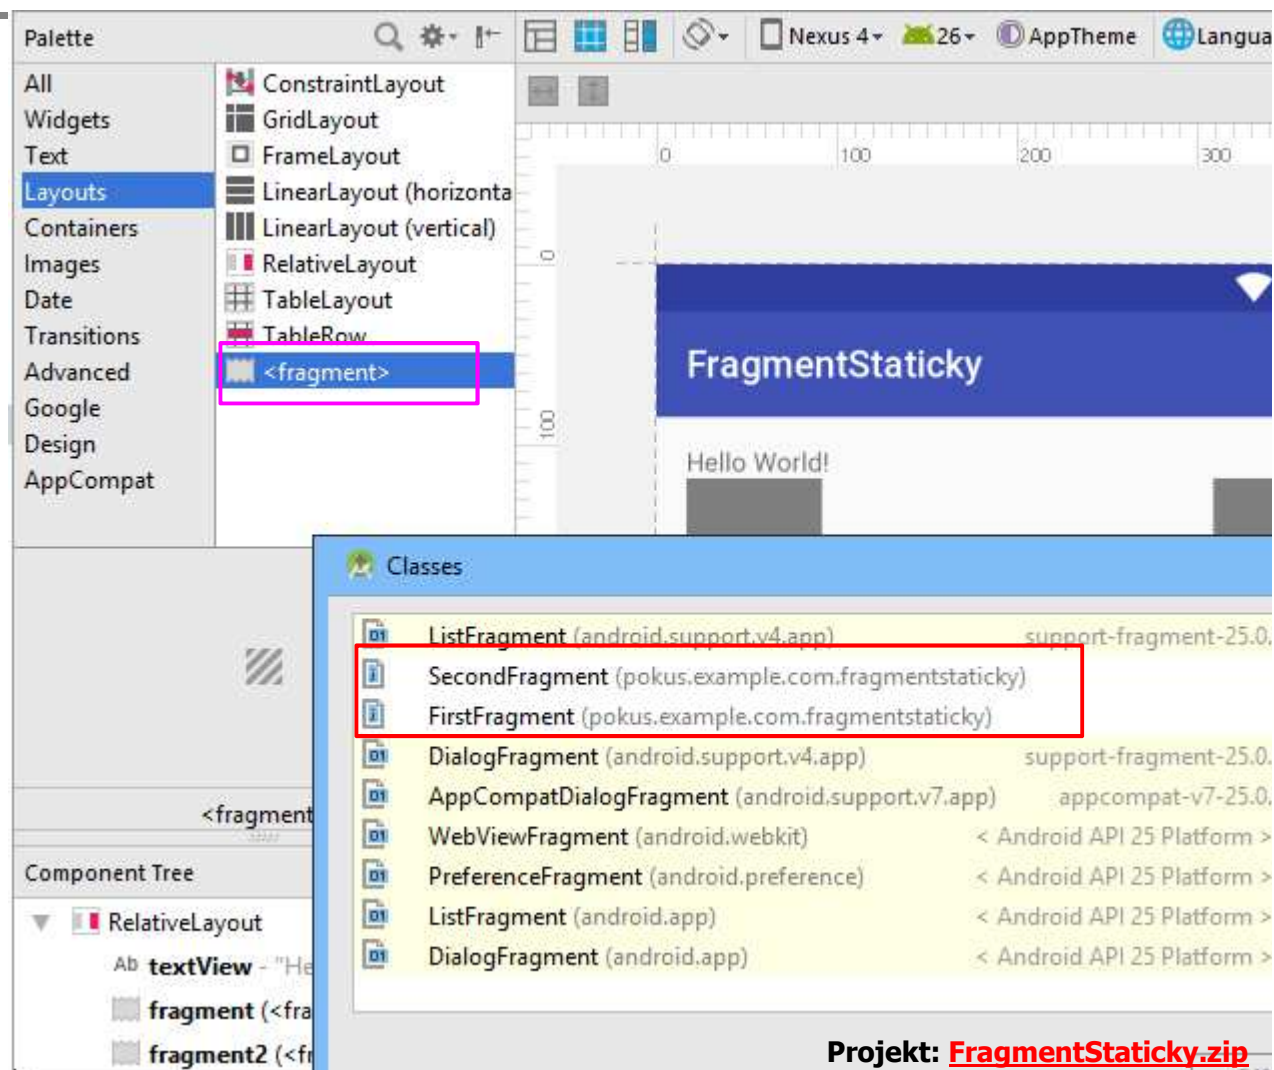 Palette
Nexus 4
26
AppTheme
Langua
All
Widgets
Text
Layouts
Containers
Images
Date
Transitions
Advanced
Google
Design
AppCompat
ConstraintLayout
GridLayout
FrameLayout
LinearLayout (horizonta
LinearLayout (vertical)
RelativeLayout
TableLayout
TableRow
<fragment>
0 100 200 300
0
100
FragmentStaticky
Hello World!
Classes
ListFragment (android.support.v4.app) support-fragment-25.0.
SecondFragment (pokus.example.com.fragmentstaticky)
FirstFragment (pokus.example.com.fragmentstaticky)
DialogFragment (android.support.v4.app) support-fragment-25.0.
AppCompatDialogFragment (android.support.v7.app) appcompat-v7-25.0.
WebViewFragment (android.webkit) < Android API 25 Platform >
PreferenceFragment (android.preference) < Android API 25 Platform >
ListFragment (android.app) < Android API 25 Platform >
DialogFragment (android.app) < Android API 25 Platform >
<fragment
Component Tree
RelativeLayout
Ab textView - "He
fragment (<fra
fragment2 (<fr
Projekt: FragmentStaticky.zip